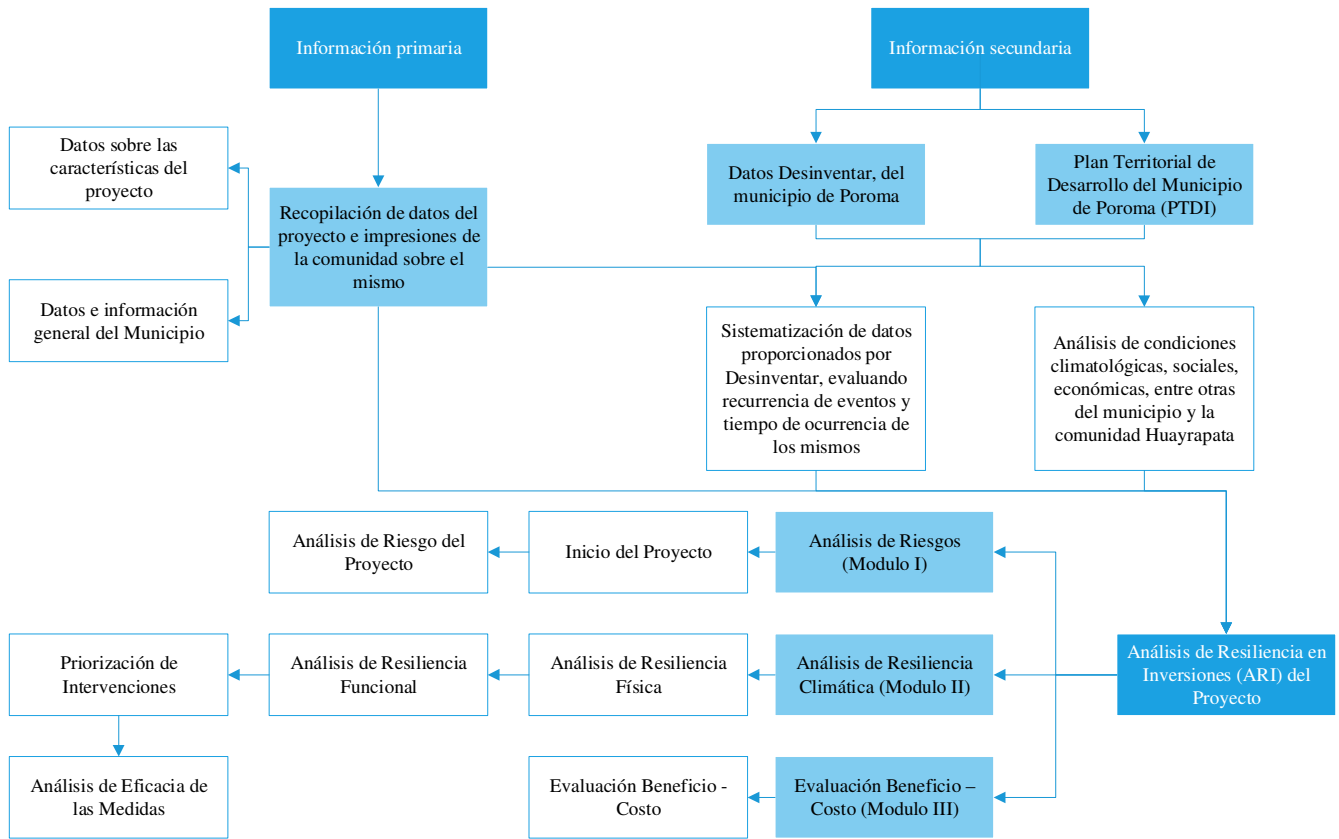 Información primaria
Información secundaria
Datos sobre las
características del
proyecto
Datos e información
general del Municipio
Recopilación de datos del
proyecto e impresiones de
la comunidad sobre el
mismo
Datos Desinventar, del
municipio de Poroma
Plan Territorial de
Desarrollo del Municipio
de Poroma (PTDI)
Sistematización de datos
proporcionados por
Desinventar, evaluando
recurrencia de eventos y
tiempo de ocurrencia de
los mismos
Análisis de condiciones
climatológicas, sociales,
económicas, entre otras
del municipio y la
comunidad Huayrapata
Análisis de Riesgo del
Proyecto
Inicio del Proyecto
Análisis de Riesgos
(Modulo I)
Priorización de
Intervenciones
Análisis de Resiliencia
Funcional
Análisis de Resiliencia
Física
Análisis de Resiliencia
Climática (Modulo II)
Análisis de Resiliencia en
Inversiones (ARI) del
Proyecto
Análisis de Eficacia de
las Medidas
Evaluación Beneficio -
Costo
Evaluación Beneficio –
Costo (Modulo III)